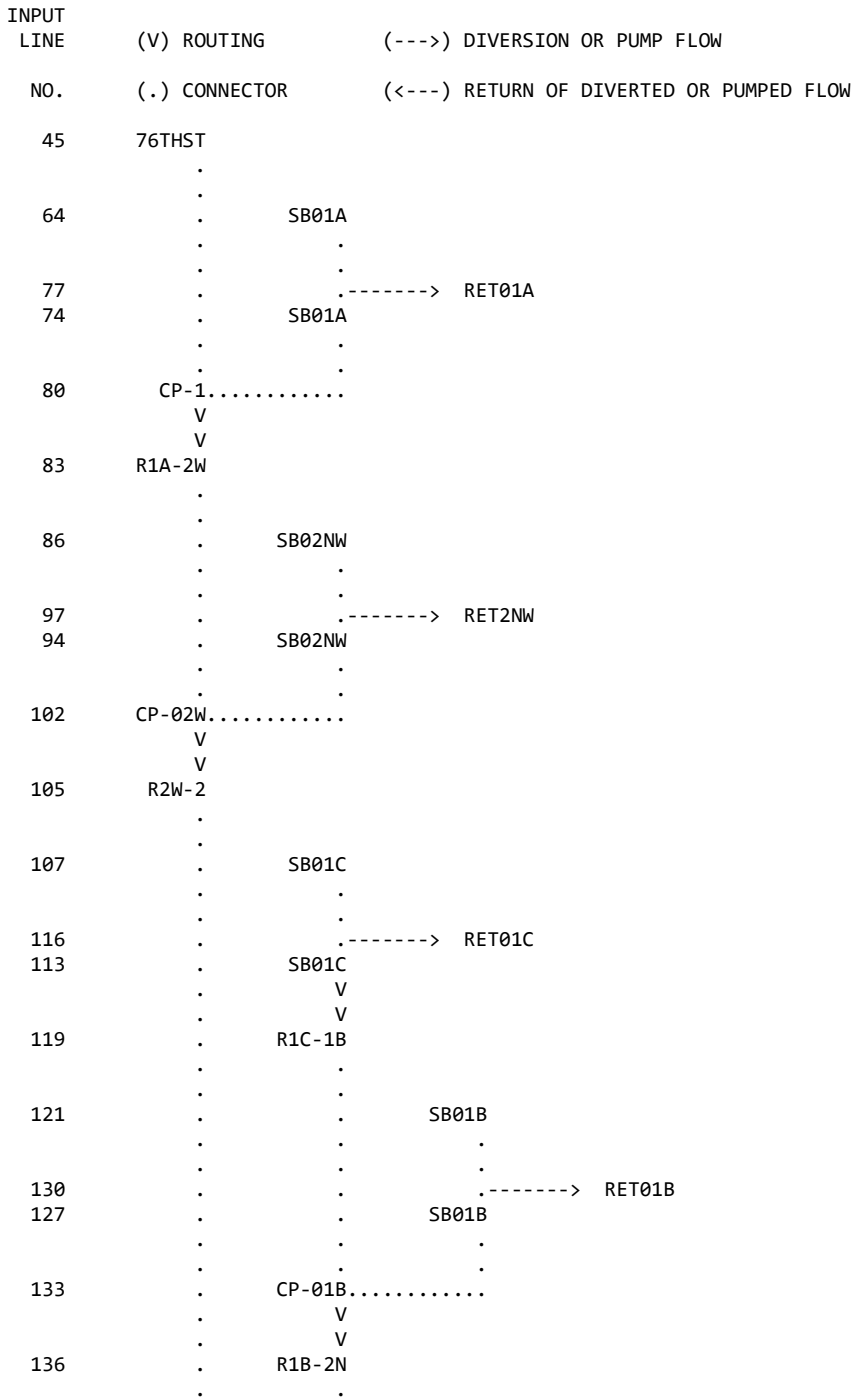 INPUT
LINE (V) ROUTING (--->) DIVERSION OR PUMP FLOW
NO. (.) CONNECTOR (<---) RETURN OF DIVERTED OR PUMPED FLOW
45 76THST
.
.
64 . SB01A
. .
. .
77 . .-------> RET01A
74 . SB01A
. .
. .
80 CP-1............
V
V
83 R1A-2W
.
.
86 . SB02NW
. .
. .
97 . .-------> RET2NW
94 . SB02NW
. .
. .
102 CP-02W............
V
V
105 R2W-2
.
.
107 . SB01C
. .
. .
116 . .-------> RET01C
113 . SB01C
. V
. V
119 . R1C-1B
. .
. .
121 . . SB01B
. . .
. . .
130 . . .-------> RET01B
127 . . SB01B
. . .
. . .
133 . CP-01B............
. V
. V
136 . R1B-2N
. .